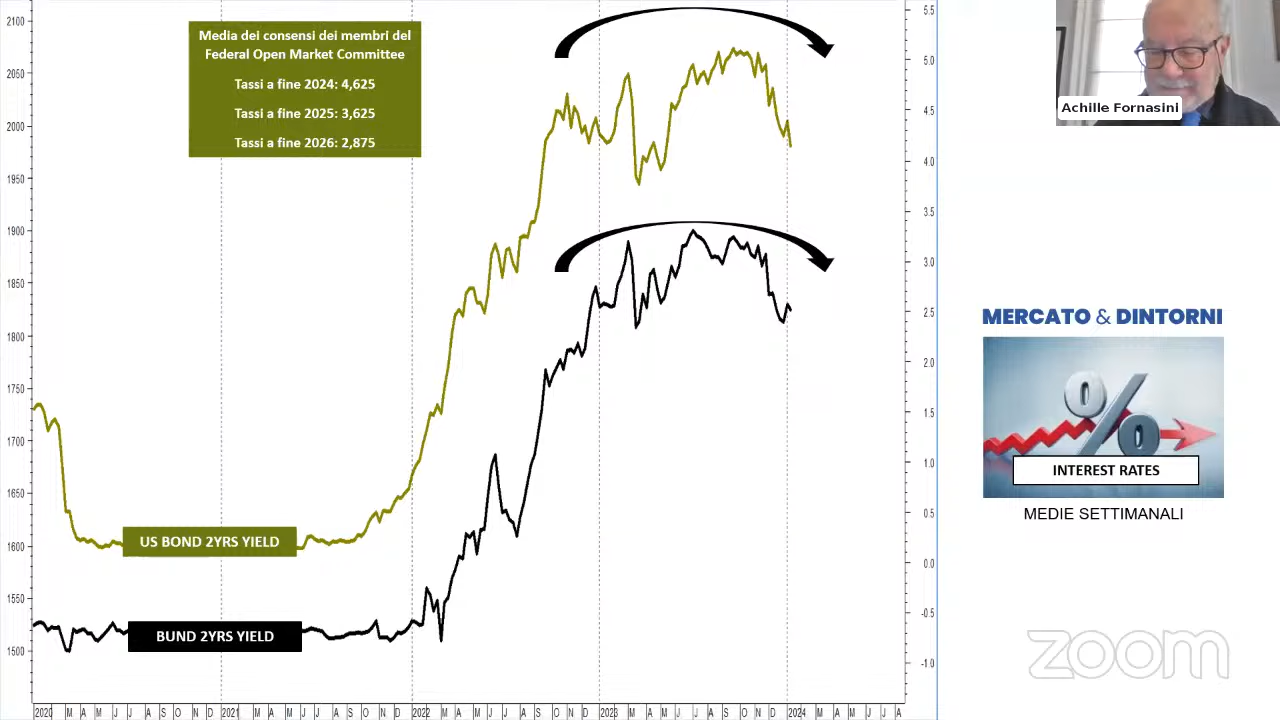 Media dei consensi dei membri del
Federal Open Market Committee
Tassi a fine 2024: 4,625
Tassi a fine 2025: 3,625
Tassi a fine 2026: 2,875
2100
2050
2000
1950
1900
1850
1800
1750
1700
1650
1600
1550
1500
US BOND 2YRS YIELD
BUND 2YRS YIELD
5.5
5.0
4.5
4.0
3.5
3.0
2.5
2.0
1.5
1.0
0.5
0.0
-0.5
-1.0
2020 M A M J J A S O N D 2021 M A M J J A S O N D 2022 M A M J J A S O N D 2023 M A M J J A S O N D 2024 M A M J J A
Achille Fornasini
MERCATO & DINTORNI
%
INTEREST RATES
MEDIE SETTIMANALI
zoom